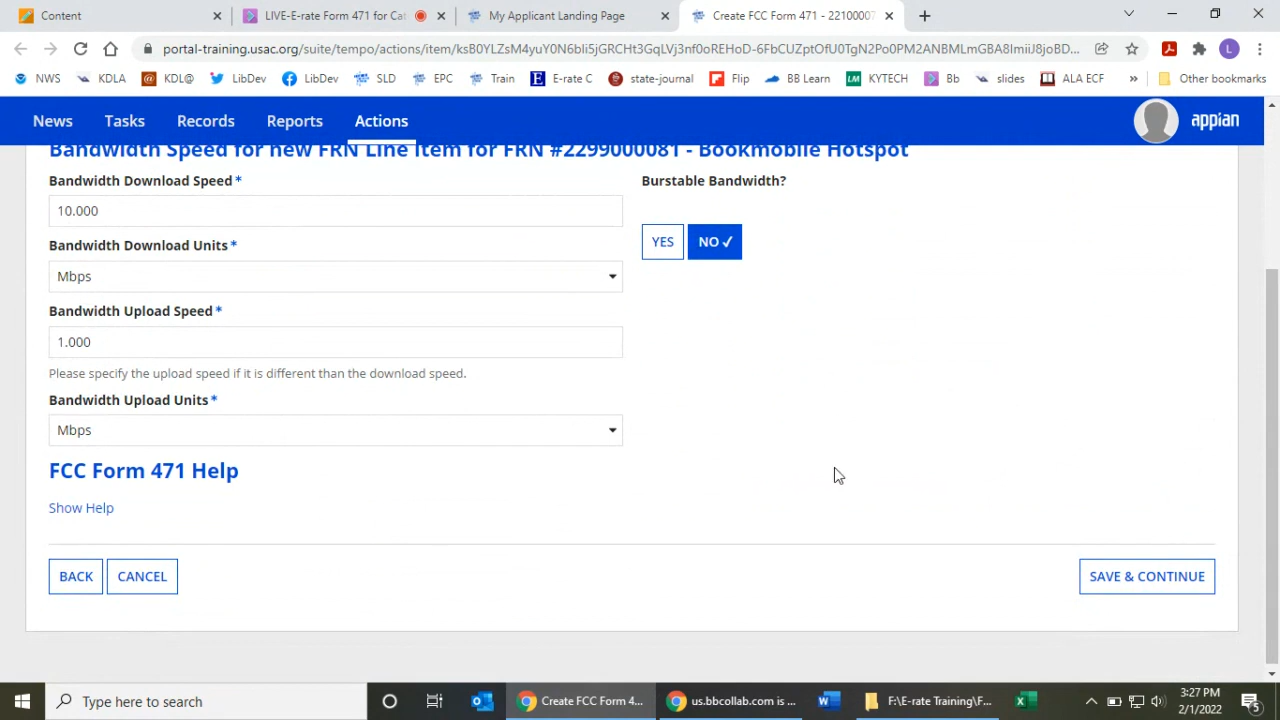 Content
LIVE-E-rate Form 471 for Cat
My Applicant Landing Page
Create FCC Form 471 - 22100007
portal-training.usac.org/suite/tempo/actions/item/
NWS
KDLA
KDL@
LibDev
LibDev
SLD
EPC
Train
E-rate C
state-journal
Flip
BB Learn
KYTECH
Bb
slides
ALA ECF
Other bookmarks
News
Tasks
Records
Reports
Actions
appian
Bandwidth Speed for new FRN Line Item for FRN #2299000081 - Bookmobile Hotspot
Bandwidth Download Speed *
10.000
Bandwidth Download Units *
Mbps
Bandwidth Upload Speed *
1.000
Please specify the upload speed if it is different than the download speed.
Bandwidth Upload Units *
Mbps
Burstable Bandwidth?
YES
NO ✓
FCC Form 471 Help
Show Help
BACK
CANCEL
SAVE & CONTINUE
Type here to search
Create FCC Form 4...
us.bbcollab.com is ...
F:\E-rate Training\F...
3:27 PM
2/1/2022
5